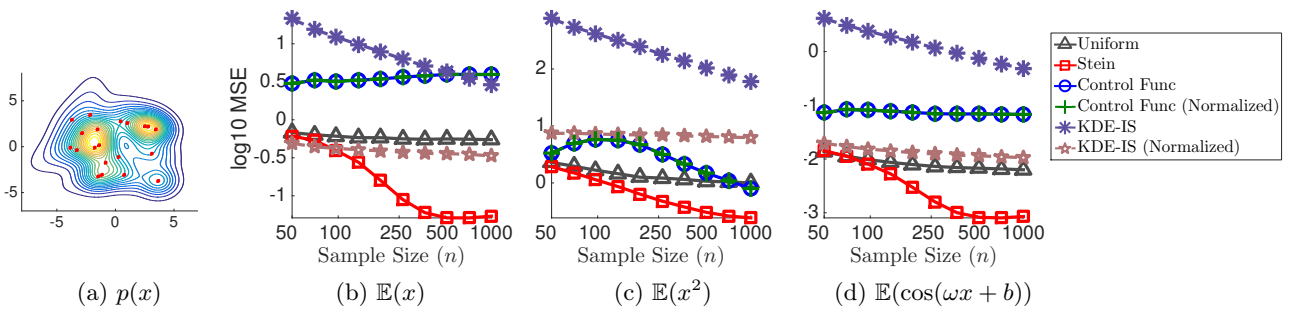 5
0
-5
-5 0 5
(a) p(x)
log10 MSE
1
0.5
0
-0.5
-1
50 100 250 500 1000
Sample Size (n)
(b) 𝔼(x)
2
1
0
50 100 250 500 1000
Sample Size (n)
(c) 𝔼(x²)
0
-1
-2
-3
50 100 250 500 1000
Sample Size (n)
(d) 𝔼(cos(ωx + b))
Uniform
Stein
Control Func
Control Func (Normalized)
KDE-IS
KDE-IS (Normalized)